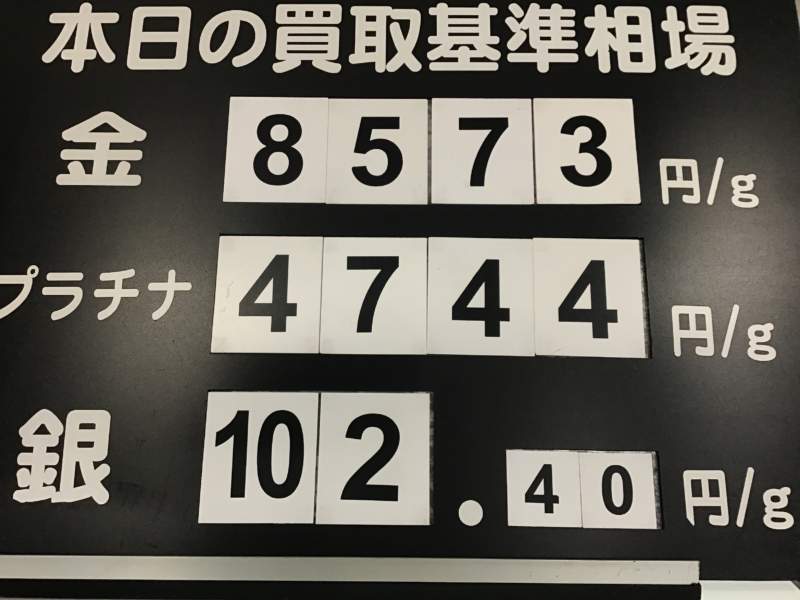 本日の買取基準相場
金 8573 円/g
プラチナ 4744 円/g
銀 102.40 円/g